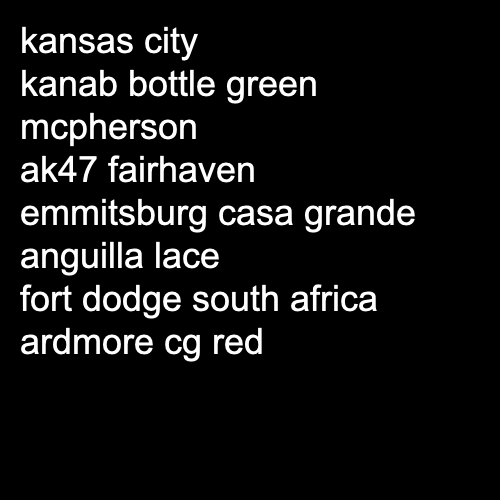 kansas city
kanab bottle green
mcpherson
ak47 fairhaven
emmitsburg casa grande
anguilla lace
fort dodge south africa
ardmore cg red